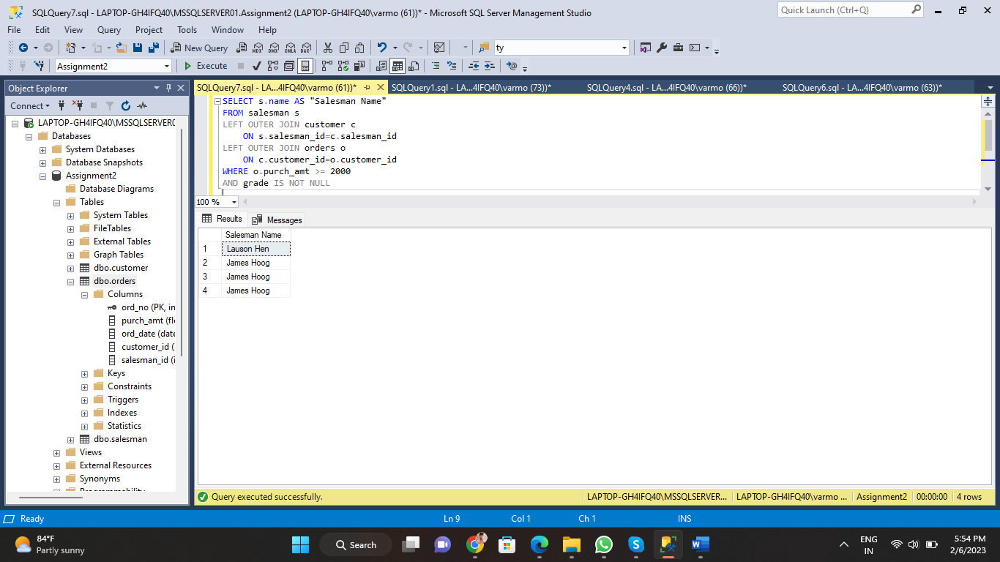 SQLQuery7.sql - LAPTOP-GH4IFQ40\MSSQLSERVER01.Assignment2 (LAPTOP-GH4IFQ40\varmo (61))* - Microsoft SQL Server Management Studio
Quick Launch (Ctrl+Q)
File Edit View Query Project Tools Window Help
New Query MDX DMX XMLA DAX ty
Assignment2 Execute
Object Explorer
Connect
LAPTOP-GH4IFQ40\MSSQLSERVER0
Databases
System Databases
Database Snapshots
Assignment2
Database Diagrams
Tables
System Tables
FileTables
External Tables
Graph Tables
dbo.customer
dbo.orders
Columns
ord_no (PK, in
purch_amt (flo
ord_date (date
customer_id (
salesman_id (i
Keys
Constraints
Triggers
Indexes
Statistics
dbo.salesman
Views
External Resources
Synonyms
Programmability
SQLQuery7.sql - LA...4IFQ40\varmo (61))* SQLQuery1.sql - LA...4IFQ40\varmo (73))* SQLQuery4.sql - LA...4IFQ40\varmo (66))* SQLQuery6.sql - LA...4IFQ40\varmo (63))*
SELECT s.name AS "Salesman Name"
FROM salesman s
LEFT OUTER JOIN customer c
ON s.salesman_id=c.salesman_id
LEFT OUTER JOIN orders o
ON c.customer_id=o.customer_id
WHERE o.purch_amt >= 2000
AND grade IS NOT NULL
100 %
Results Messages
Salesman Name
1 Lauson Hen
2 James Hoog
3 James Hoog
4 James Hoog
Query executed successfully. LAPTOP-GH4IFQ40\MSSQLSERVER... LAPTOP-GH4IFQ40\varmo ... Assignment2 00:00:00 4 rows
Ready Ln 9 Col 1 Ch 1 INS
84°F
Partly sunny
Search
ENG
IN
5:54 PM
2/6/2023